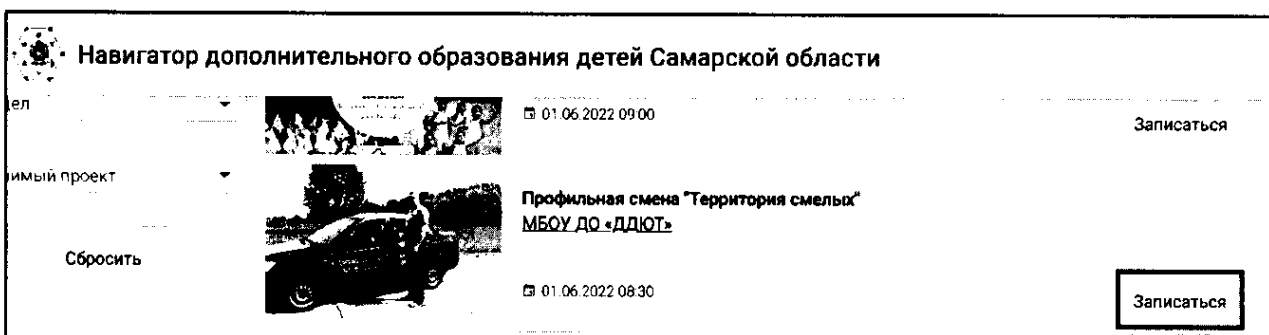 Навигатор дополнительного образования детей Самарской области
ел
01.06.2022 09:00
Записаться
имый проект
Профильная смена "Территория смелых"
МБОУ ДО «ДДЮТ»
Сбросить
01.06.2022 08:30
Записаться